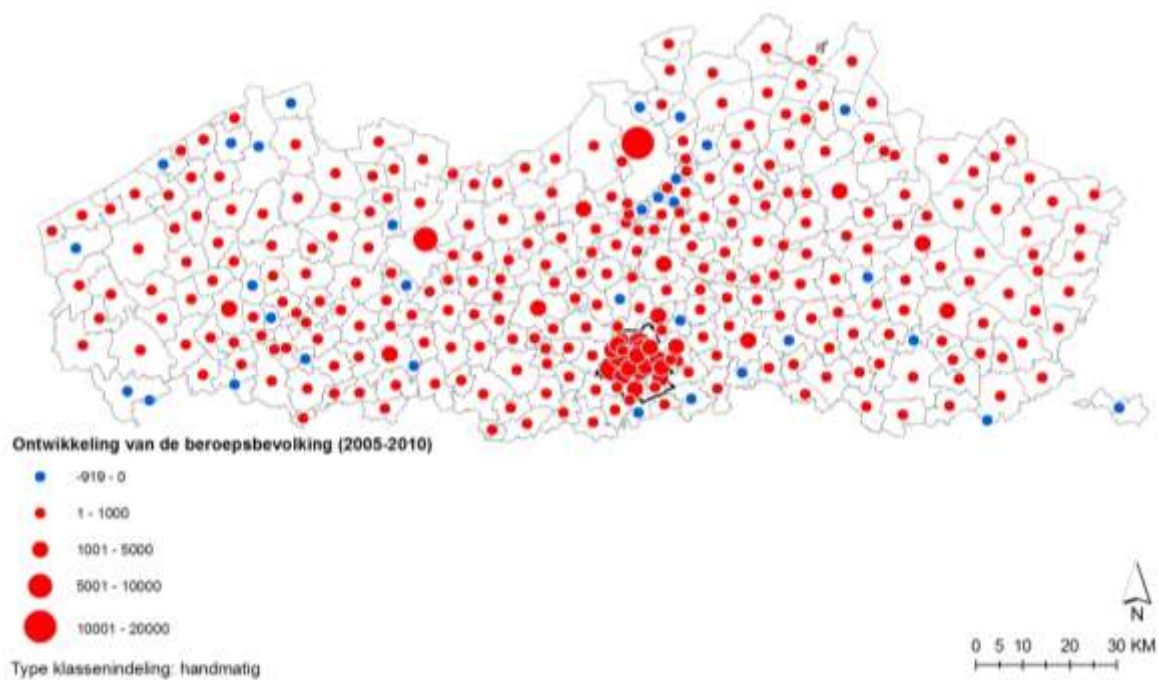 Ontwikkeling van de beroepsbevolking (2005-2010)
-919 - 0
1 - 1000
1001 - 5000
5001 - 10000
10001 - 20000
Type klassenindeling: handmatig
N
0 5 10 20 30 KM